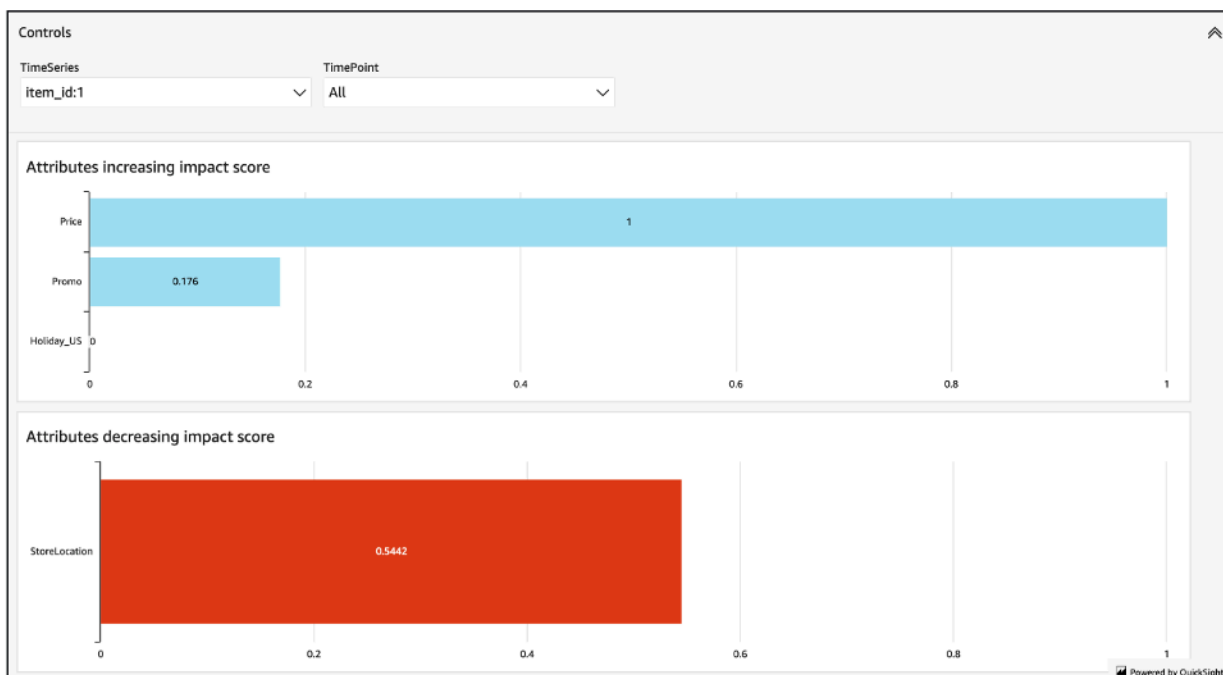 Controls
TimeSeries
TimePoint
item_id:1
All
Attributes increasing impact score
Price
1
Promo
0.176
Holiday_US
0
0 0.2 0.4 0.6 0.8 1
Attributes decreasing impact score
StoreLocation
0.5442
0 0.2 0.4 0.6 0.8 1
Powered by QuickSight